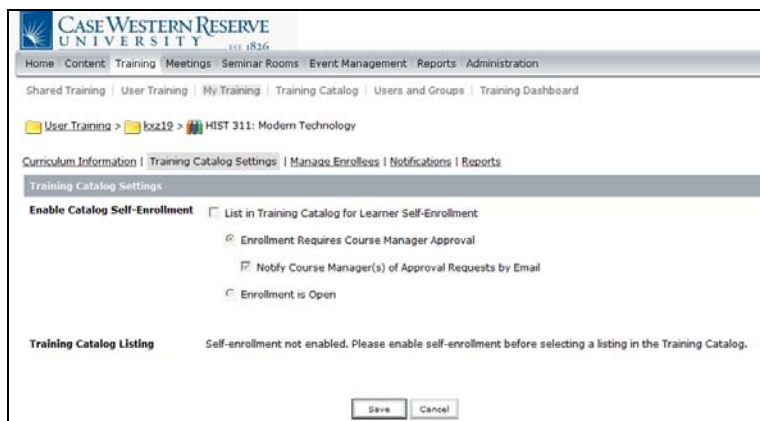 CASE WESTERN RESERVE
UNIVERSITY EST. 1826
Home Content Training Meetings Seminar Rooms Event Management Reports Administration
Shared Training | User Training | My Training | Training Catalog | Users and Groups | Training Dashboard
User Training > kxz19 > HIST 311: Modern Technology
Curriculum Information | Training Catalog Settings | Manage Enrollees | Notifications | Reports
Training Catalog Settings
Enable Catalog Self-Enrollment List in Training Catalog for Learner Self-Enrollment
Enrollment Requires Course Manager Approval
Notify Course Manager(s) of Approval Requests by Email
Enrollment is Open
Training Catalog Listing Self-enrollment not enabled. Please enable self-enrollment before selecting a listing in the Training Catalog.
Save Cancel